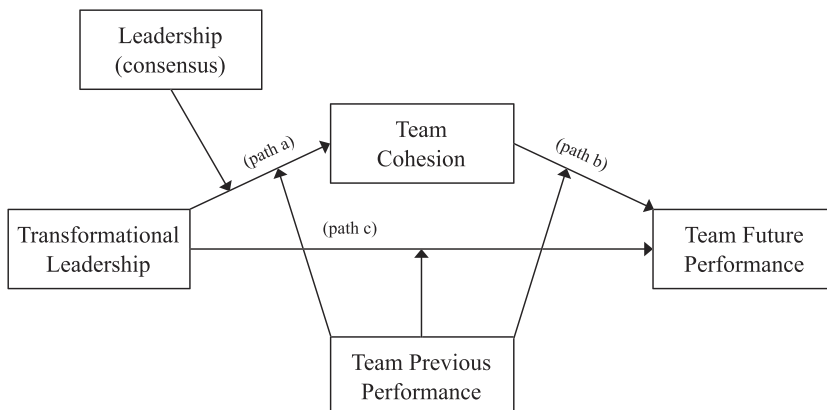 Leadership
(consensus)
(path a)
Team
Cohesion
(path b)
Transformational
Leadership
(path c)
Team Future
Performance
Team Previous
Performance